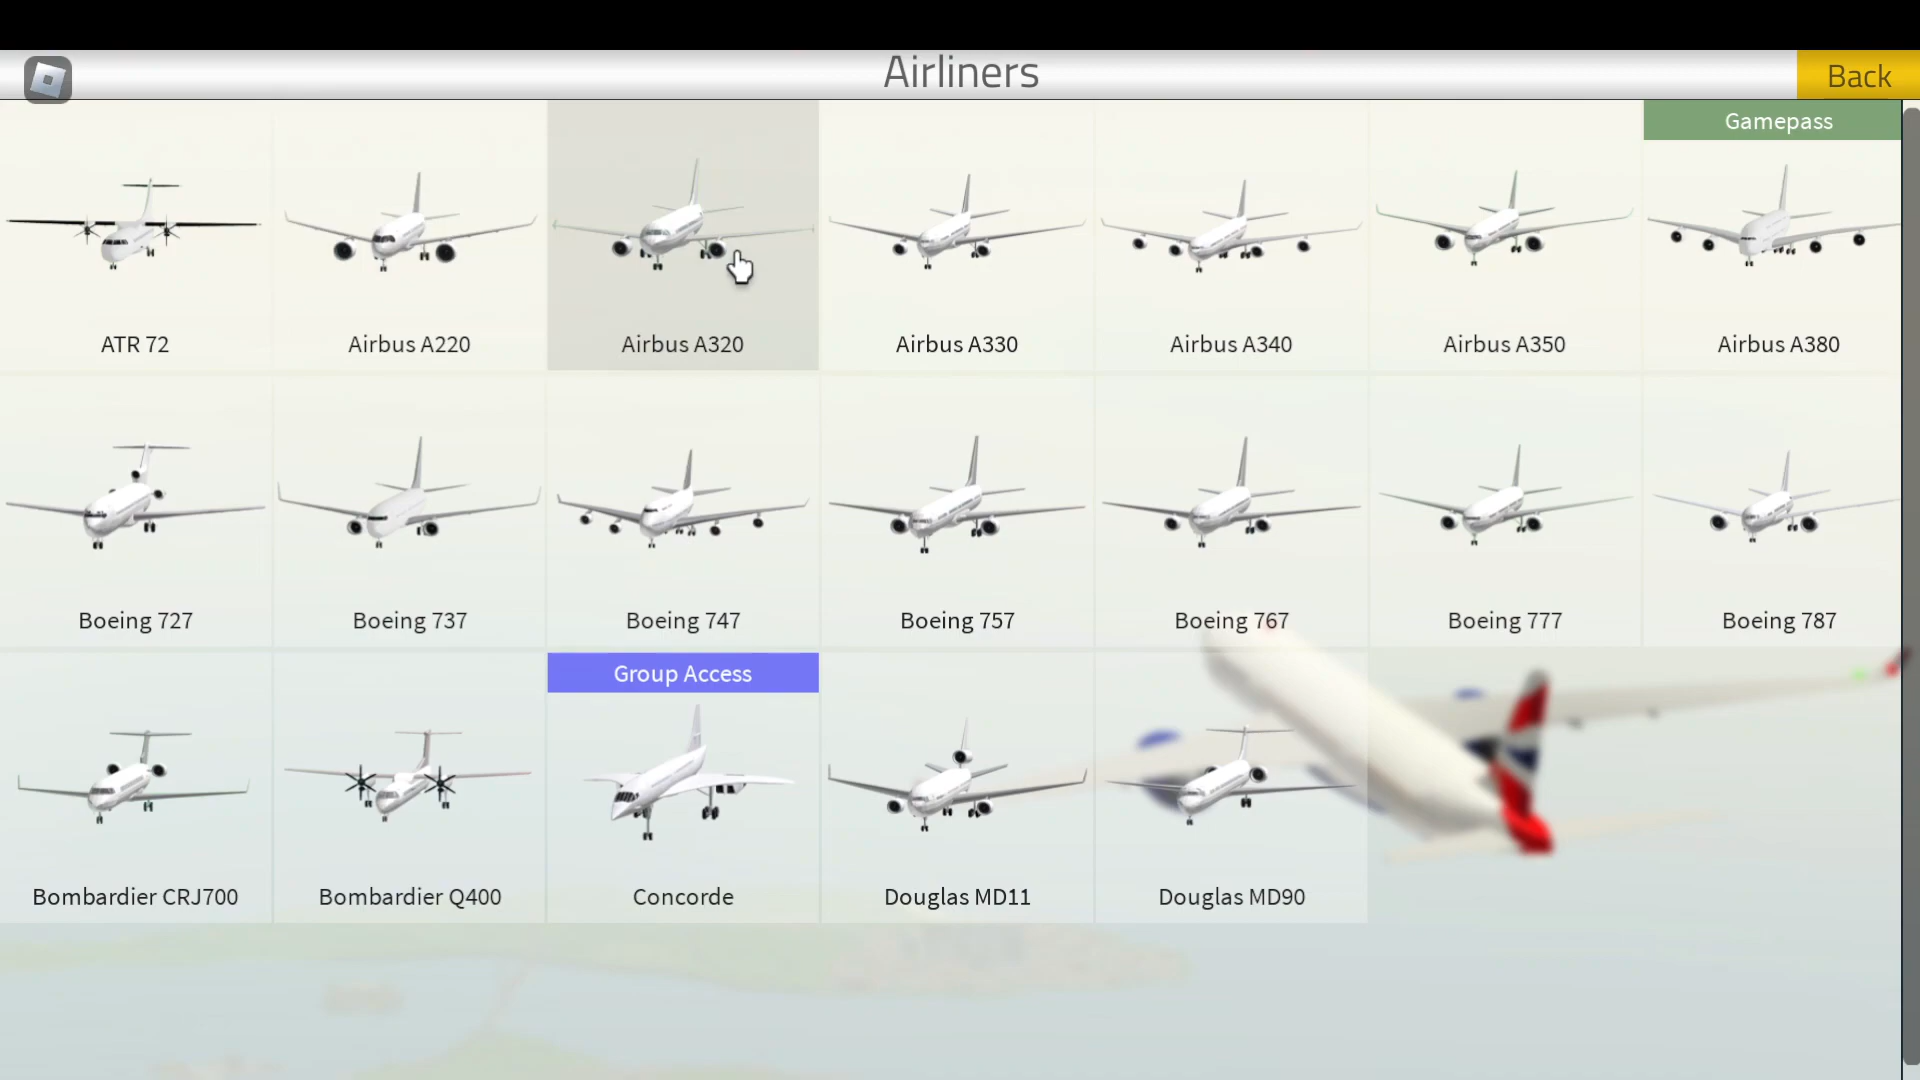 Airliners
Back
Gamepass
ATR 72
Airbus A220
Airbus A320
Airbus A330
Airbus A340
Airbus A350
Airbus A380
Boeing 727
Boeing 737
Boeing 747
Boeing 757
Boeing 767
Boeing 777
Boeing 787
Group Access
Bombardier CRJ700
Bombardier Q400
Concorde
Douglas MD11
Douglas MD90